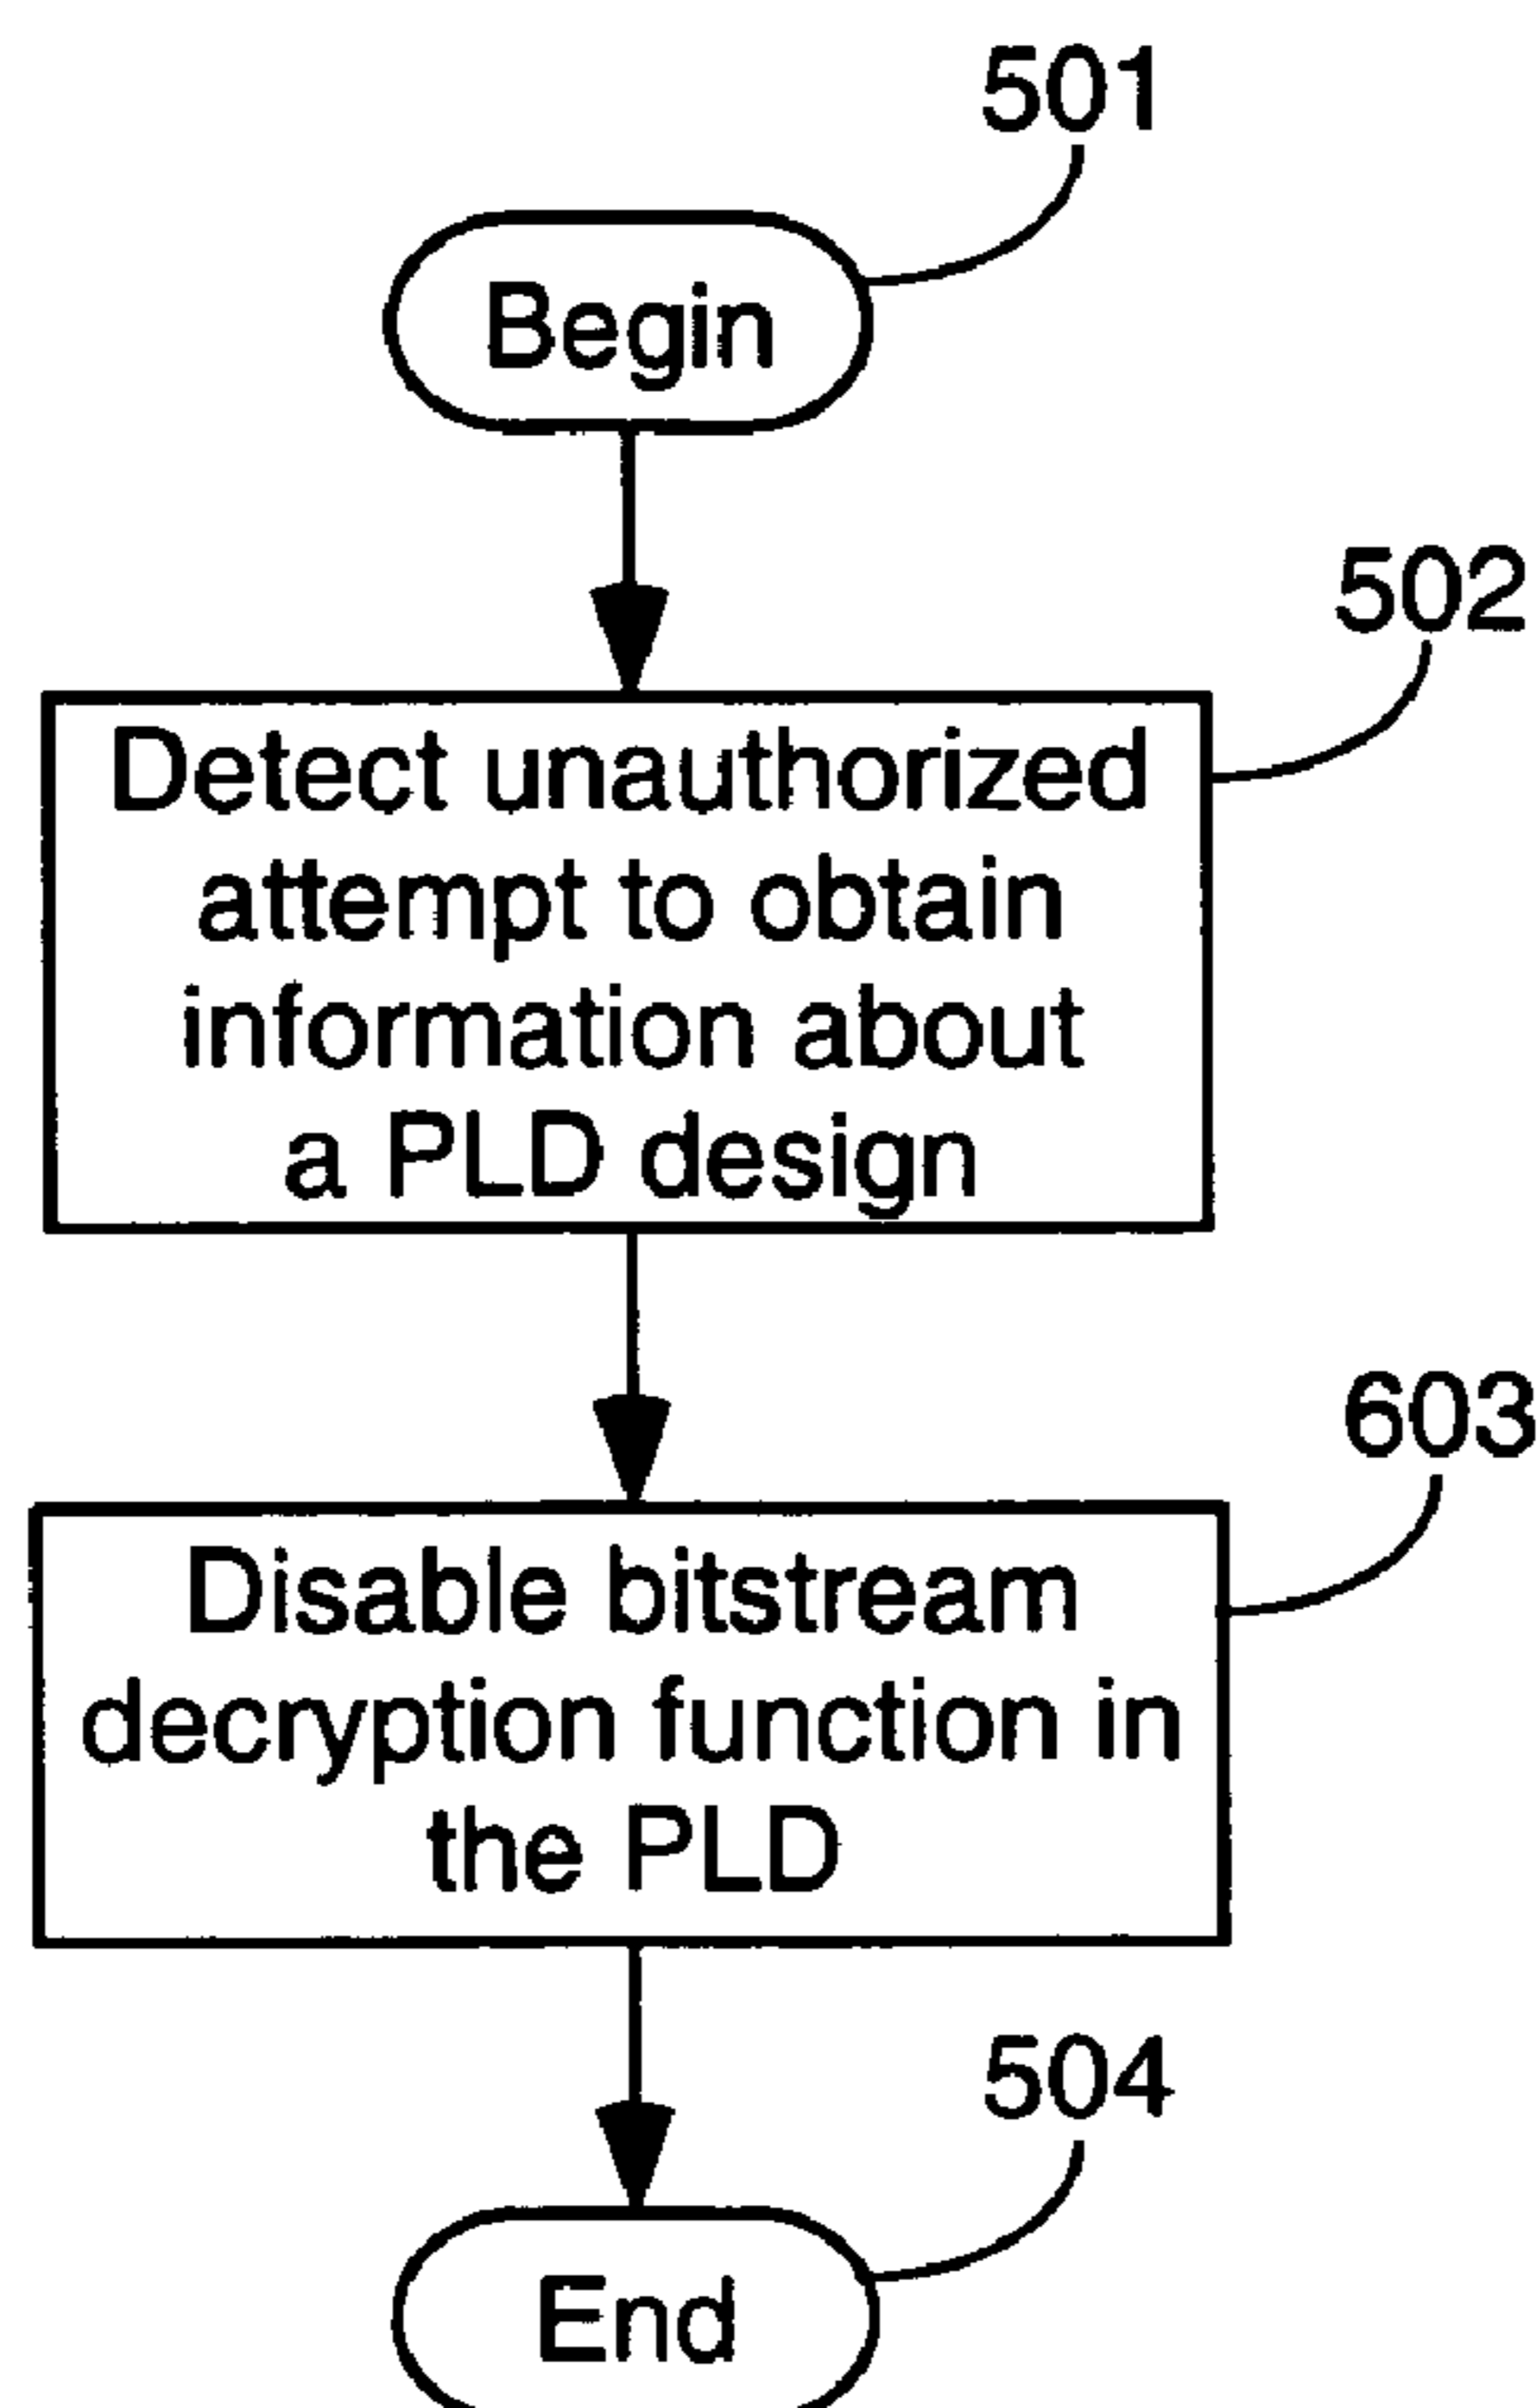 501
Begin
502
Detect unauthorized
attempt to obtain
information about
a PLD design
603
Disable bitstream
decryption function in
the PLD
504
End